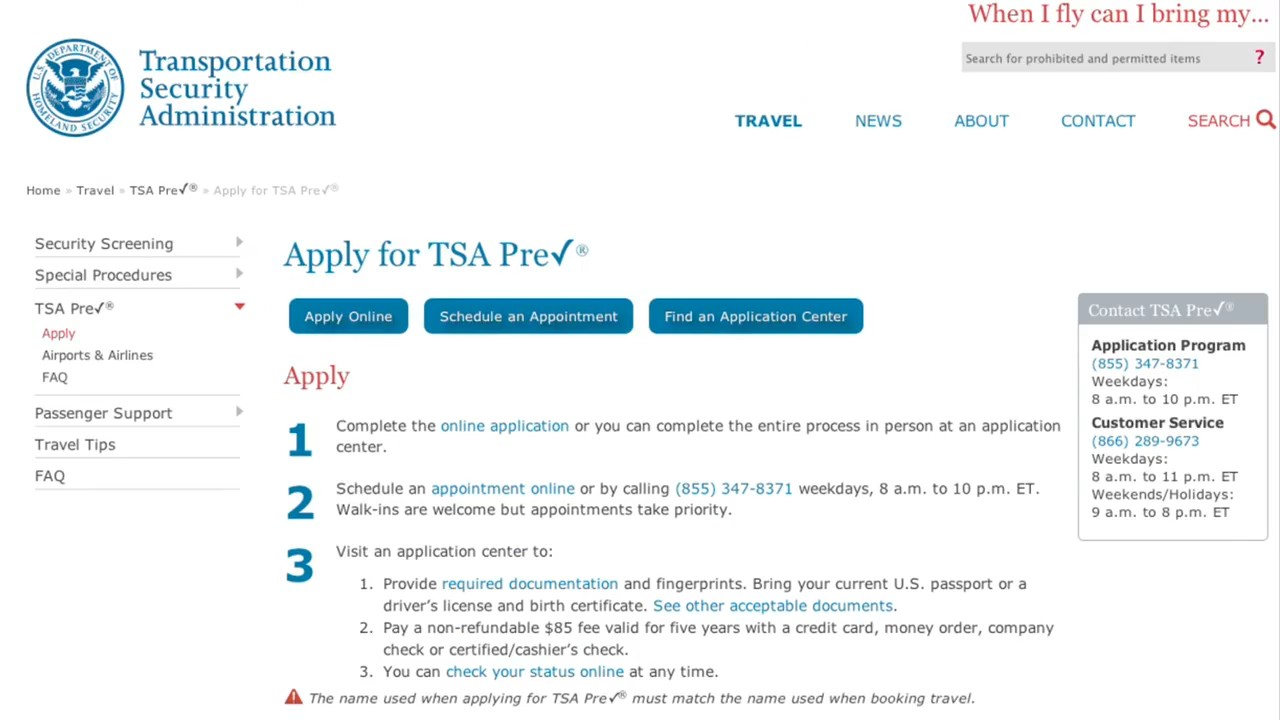 When I fly can I bring my...
Search for prohibited and permitted items ?
U.S. DEPARTMENT OF
HOMELAND SECURITY
Transportation
Security
Administration
TRAVEL NEWS ABOUT CONTACT SEARCH
Home » Travel » TSA Pre✓® » Apply for TSA Pre✓®
Security Screening
Special Procedures
TSA Pre✓®
Apply
Airports & Airlines
FAQ
Passenger Support
Travel Tips
FAQ
Apply for TSA Pre✓®
Apply Online Schedule an Appointment Find an Application Center
Apply
1 Complete the online application or you can complete the entire process in person at an application
center.
2 Schedule an appointment online or by calling (855) 347-8371 weekdays, 8 a.m. to 10 p.m. ET.
Walk-ins are welcome but appointments take priority.
3 Visit an application center to:
1. Provide required documentation and fingerprints. Bring your current U.S. passport or a
driver’s license and birth certificate. See other acceptable documents.
2. Pay a non-refundable $85 fee valid for five years with a credit card, money order, company
check or certified/cashier’s check.
3. You can check your status online at any time.
The name used when applying for TSA Pre✓® must match the name used when booking travel.
Contact TSA Pre✓®
Application Program
(855) 347-8371
Weekdays:
8 a.m. to 10 p.m. ET
Customer Service
(866) 289-9673
Weekdays:
8 a.m. to 11 p.m. ET
Weekends/Holidays:
9 a.m. to 8 p.m. ET